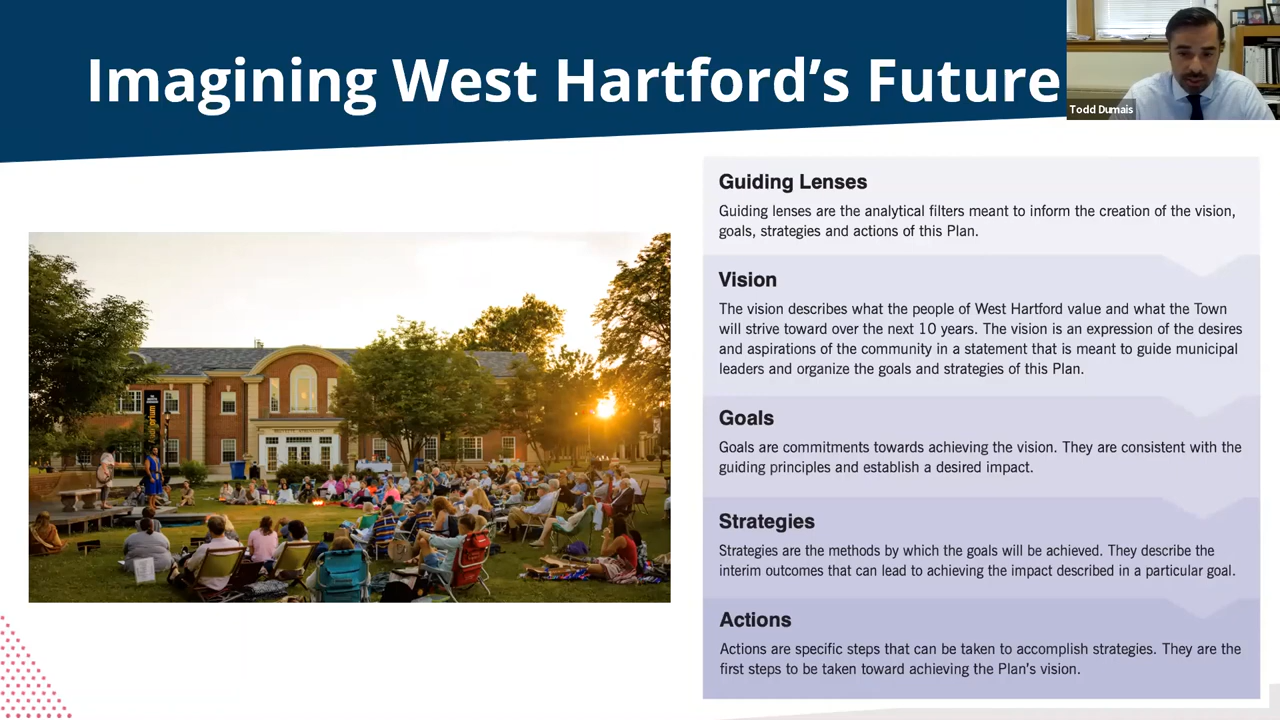 Imagining West Hartford's Future
Todd Dumais
Guiding Lenses
Guiding lenses are the analytical filters meant to inform the creation of the vision,
goals, strategies and actions of this Plan.
Vision
The vision describes what the people of West Hartford value and what the Town
will strive toward over the next 10 years. The vision is an expression of the desires
and aspirations of the community in a statement that is meant to guide municipal
leaders and organize the goals and strategies of this Plan.
Goals
Goals are commitments towards achieving the vision. They are consistent with the
guiding principles and establish a desired impact.
Strategies
Strategies are the methods by which the goals will be achieved. They describe the
interim outcomes that can lead to achieving the impact described in a particular goal.
Actions
Actions are specific steps that can be taken to accomplish strategies. They are the
first steps to be taken toward achieving the Plan's vision.